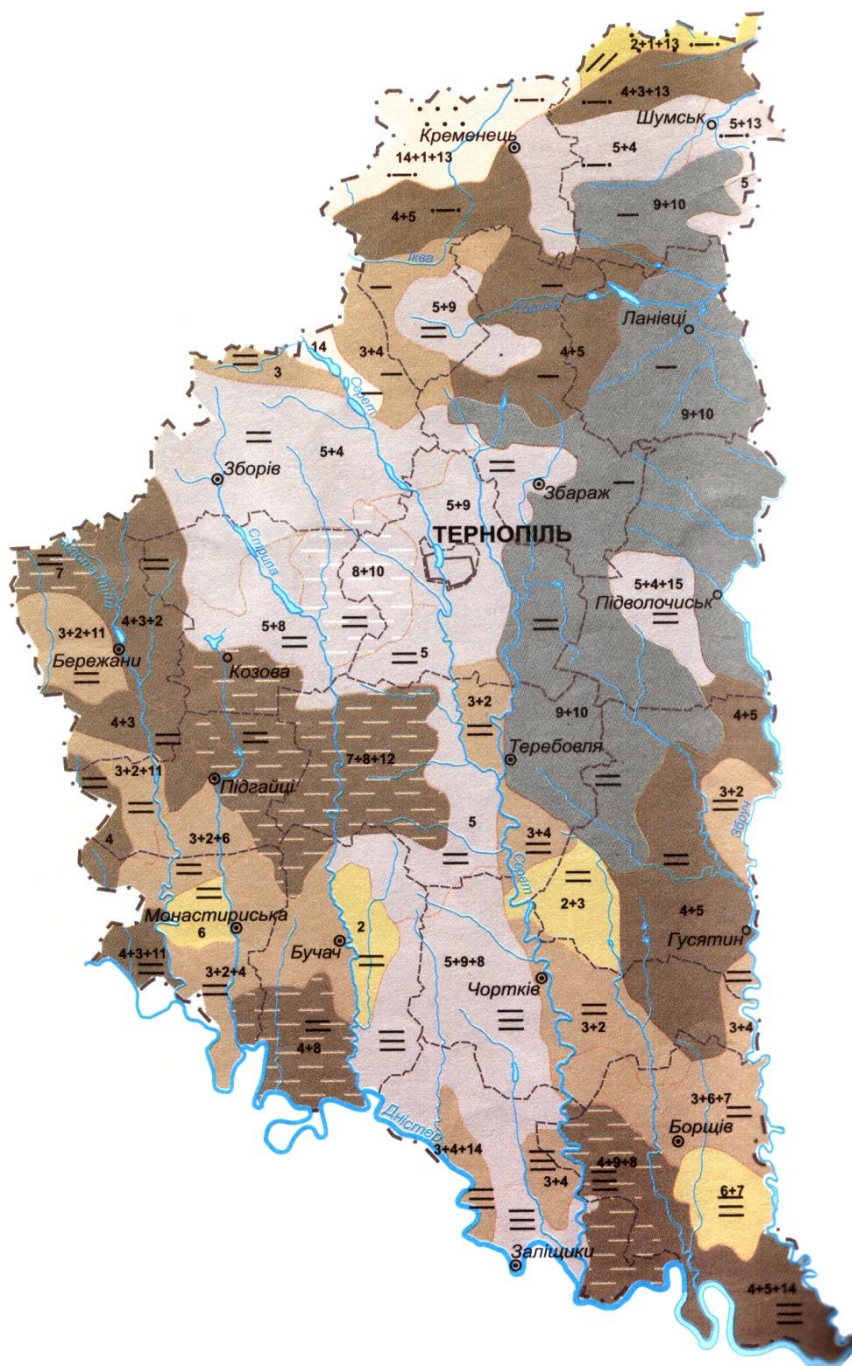 2+1+13
4+3+13
Шумськ
5+13
Кременець
5+4
14+1+13
5
9+10
4+5
Іква
5+9
Горинь
Ланівці
14
3+4
4+5
3
Серет
9+10
5+4
Зборів
5+9
Збараж
ТЕРНОПІЛЬ
Стрипа
8+10
7
Золота Липа
5+4+15
Підволочиськ
4+3+2
3+2+11
5+8
Бережани
5
Козова
3+2
9+10
4+5
4+3
Теребовля
7+8+12
3+2+11
Підгайці
3+2
5
Збруч
3+4
4
3+2+6
Серет
2+3
4+5
Монастириська
2
6
Гусятин
Бучач
4+3+11
5+9+8
3+2+4
Чортків
3+2
3+4
4+8
3+6+7
Дністер
Борщів
3+4+14
4+9+8
3+4
6+7
Заліщики
4+5+14